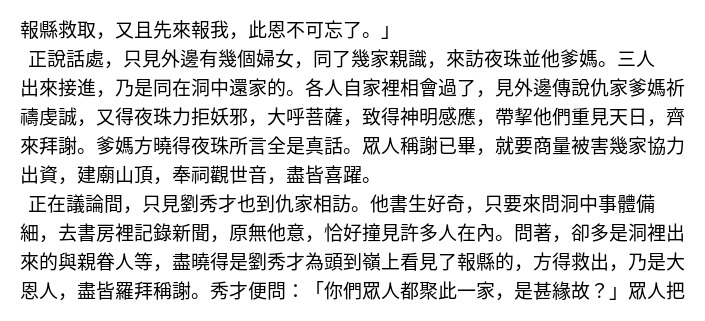 報縣救取，又且先來報我，此恩不可忘了。」
正說話處，只見外邊有幾個婦女，同了幾家親識，來訪夜珠並他爹媽。三人
出來接進，乃是同在洞中還家的。各人自家裡相會過了，見外邊傳說仇家爹媽祈
禱虔誠，又得夜珠力拒妖邪，大呼菩薩，致得神明感應，帶挈他們重見天日，齊
來拜謝。爹媽方曉得夜珠所言全是真話。眾人稱謝已畢，就要商量被害幾家協力
出資，建廟山頂，奉祠觀世音，盡皆喜躍。
正在議論間，只見劉秀才也到仇家相訪。他書生好奇，只要來問洞中事體備
細，去書房裡記錄新聞，原無他意，恰好撞見許多人在內。問著，卻多是洞裡出
來的與親眷人等，盡曉得是劉秀才為頭到嶺上看見了報縣的，方得救出，乃是大
恩人，盡皆羅拜稱謝。秀才便問：「你們眾人都聚此一家，是甚緣故？」眾人把